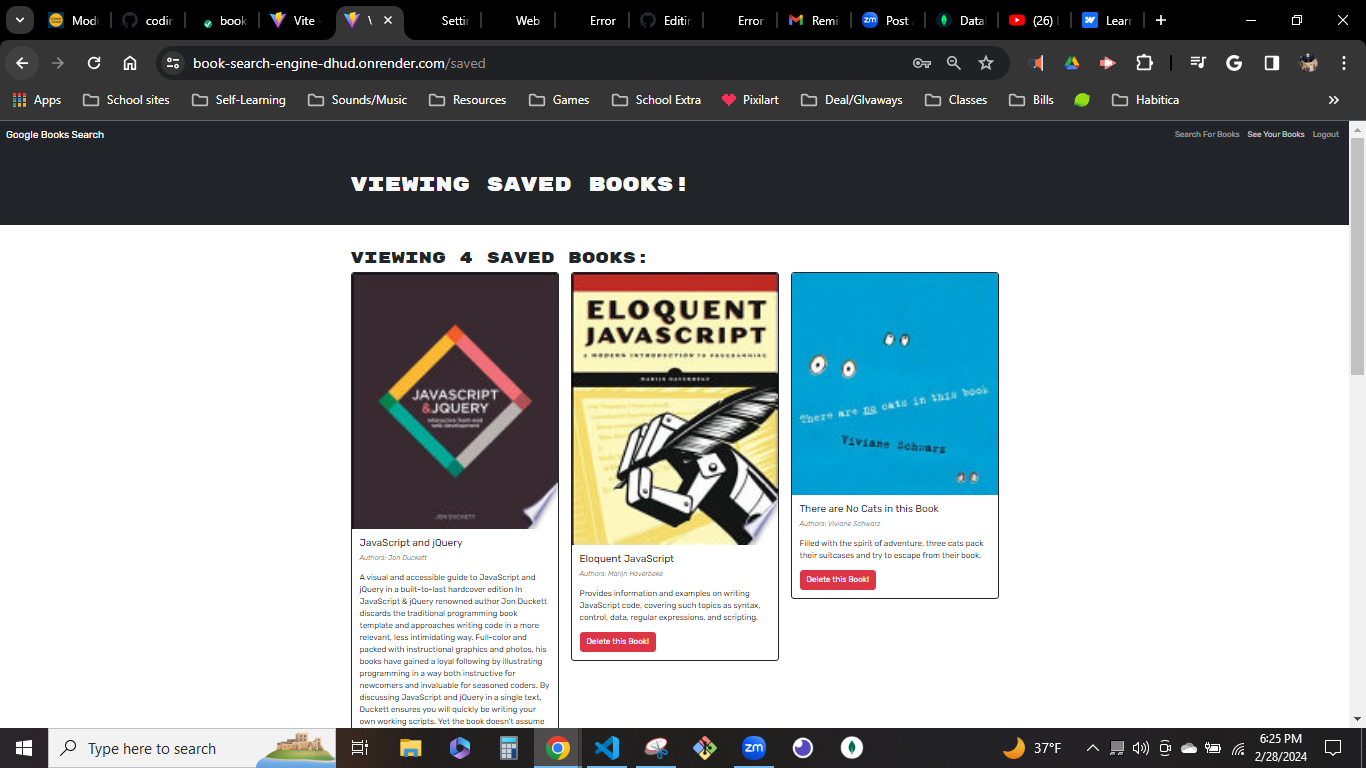 Modu
codin
book
Vite
V
Settin
Web
Error
Editin
Error
Remi
Post
Datab
(26)
Learn
book-search-engine-dhud.onrender.com/saved
Apps
School sites
Self-Learning
Sounds/Music
Resources
Games
School Extra
Pixilart
Deal/GIvaways
Classes
Bills
Habitica
Google Books Search
Search For Books See Your Books Logout
VIEWING SAVED BOOKS!
VIEWING 4 SAVED BOOKS:
JAVASCRIPT
&JQUERY
interactive front-end
web development
JON DUCKETT
JavaScript and jQuery
Authors: Jon Duckett
A visual and accessible guide to JavaScript and
jQuery in a built-to-last hardcover edition In
JavaScript & jQuery renowned author Jon Duckett
discards the traditional programming book
template and approaches writing code in a more
relevant, less intimidating way. Full-color and
packed with instructional graphics and photos, his
books have gained a loyal following by illustrating
programming in a way both instructive for
newcomers and invaluable for seasoned coders. By
discussing JavaScript and jQuery in a single text,
Duckett ensures you will quickly be writing your
own working scripts. Yet the book doesn't assume
ELOQUENT
JAVASCRIPT
A MODERN INTRODUCTION TO PROGRAMMING
MARIJN HAVERBEKE
Eloquent JavaScript
Authors: Marijn Haverbeke
Provides information and examples on writing
JavaScript code, covering such topics as syntax,
control, data, regular expressions, and scripting.
Delete this Book!
There are no cats in this book
Viviane Schwarz
There are No Cats in this Book
Authors: Viviane Schwarz
Filled with the spirit of adventure, three cats pack
their suitcases and try to escape from their book.
Delete this Book!
Type here to search
zm
37°F
6:25 PM
2/28/2024